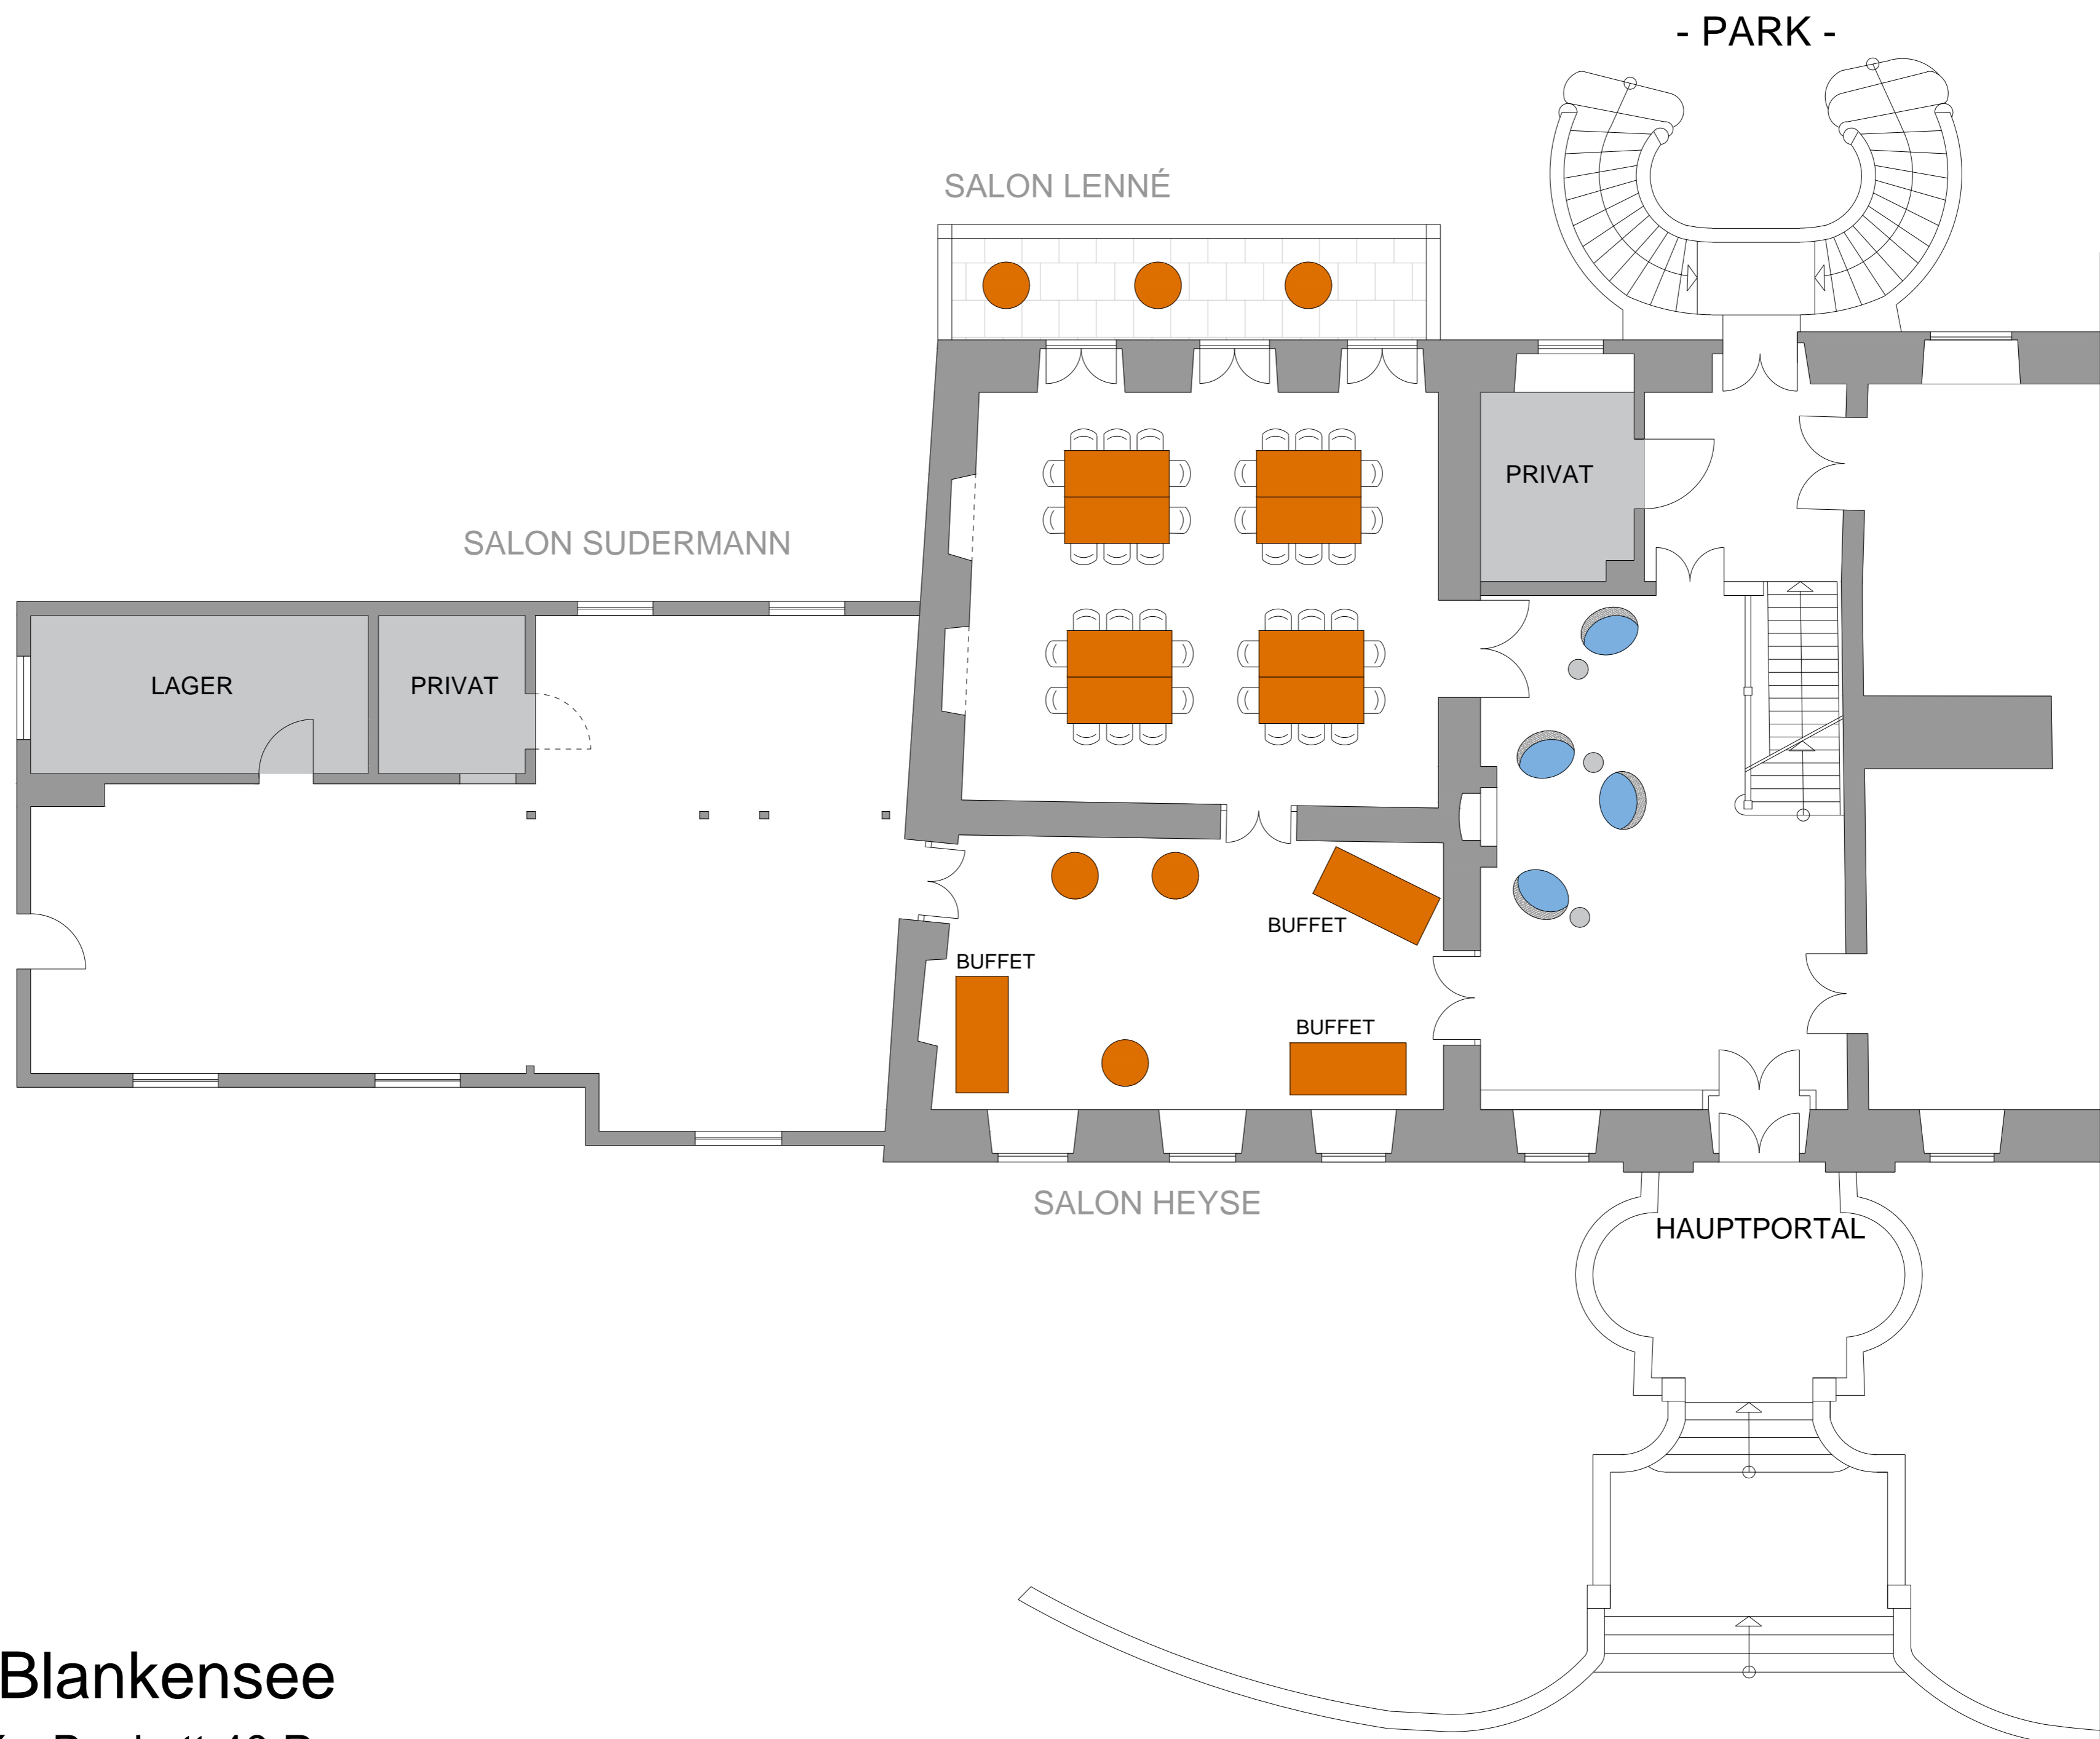 - PARK -
SALON LENNÉ
PRIVAT
SALON SUDERMANN
LAGER
PRIVAT
BUFFET
BUFFET
BUFFET
SALON HEYSE
HAUPTPORTAL
Blankensee